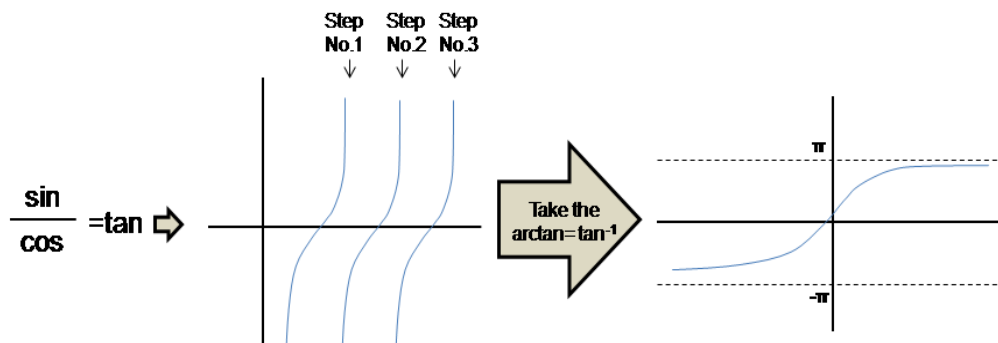 Step
No.1
Step
No.2
Step
No.3
sin
cos
=tan
Take the
arctan=tan⁻¹
π
-π